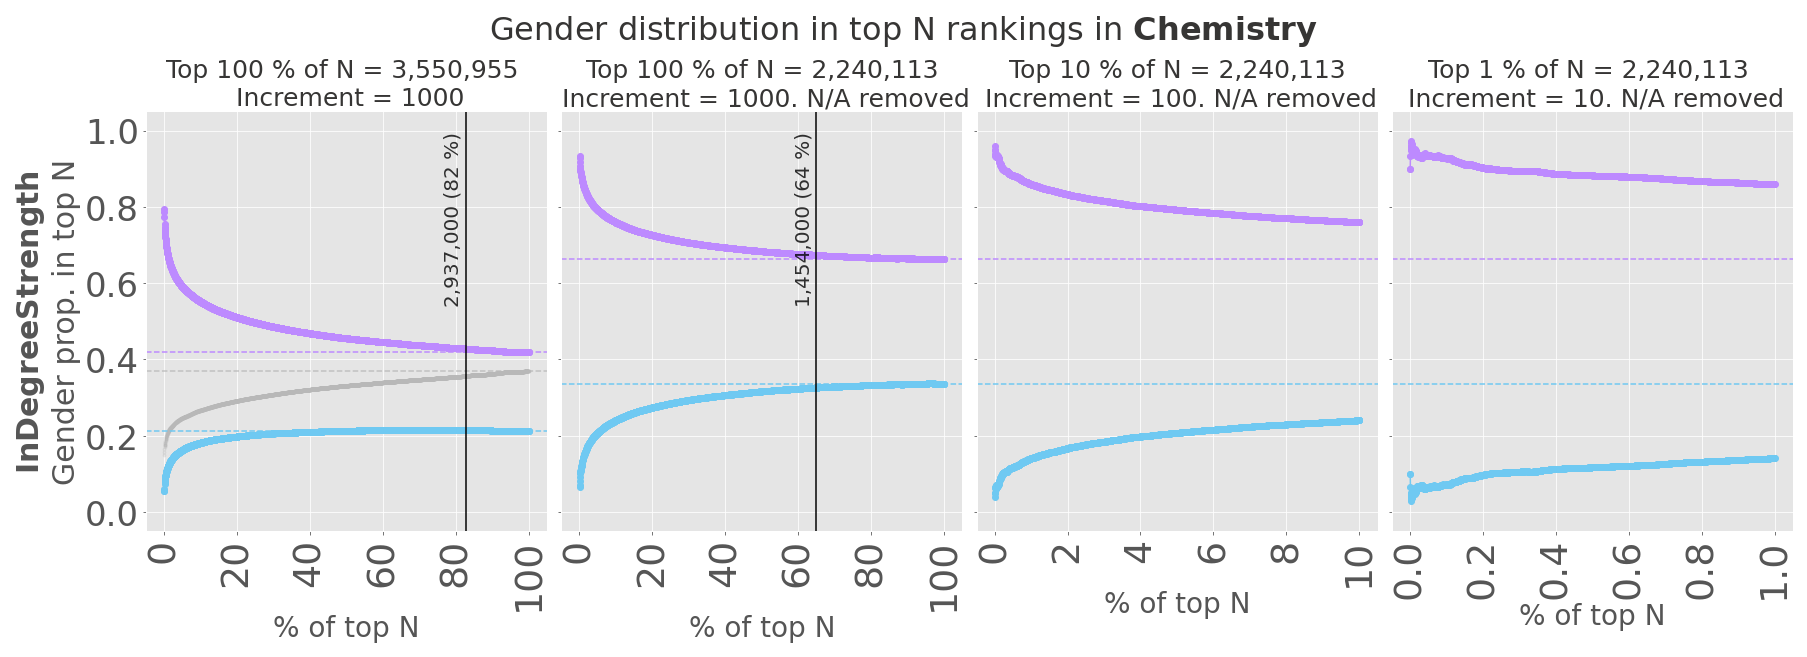 Gender distribution in top N rankings in Chemistry
Top 100 % of N = 3,550,955
Increment = 1000
Top 100 % of N = 2,240,113
Increment = 1000. N/A removed
Top 10 % of N = 2,240,113
Increment = 100. N/A removed
Top 1 % of N = 2,240,113
Increment = 10. N/A removed
InDegreeStrength
Gender prop. in top N
1.0
0.8
0.6
0.4
0.2
0.0
2,937,000 (82 %)
1,454,000 (64 %)
0 20 40 60 80 100
0 20 40 60 80 100
0 2 4 6 8 10
0.0 0.2 0.4 0.6 0.8 1.0
% of top N
% of top N
% of top N
% of top N